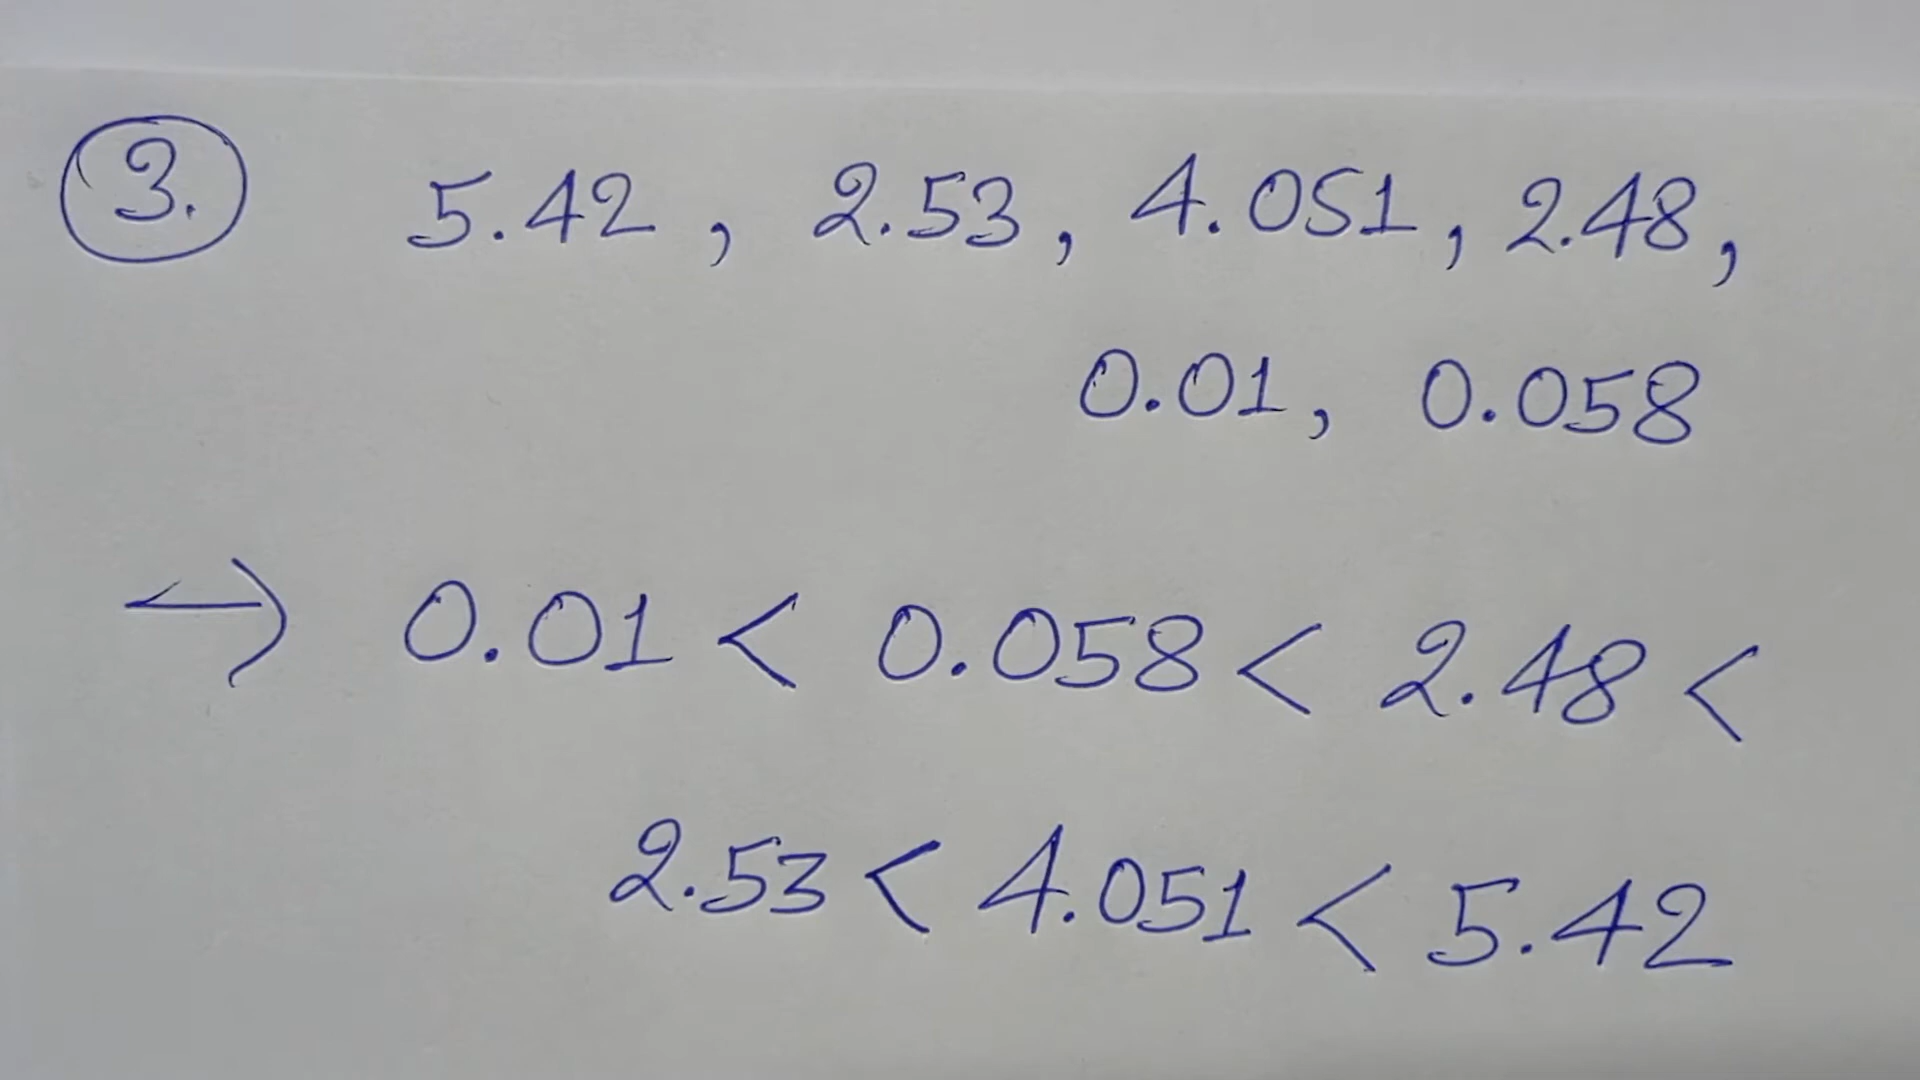 3. 5.42, 2.53, 4.051, 2.48,
0.01, 0.058
→ 0.01 < 0.058 < 2.48 <
2.53 < 4.051 < 5.42